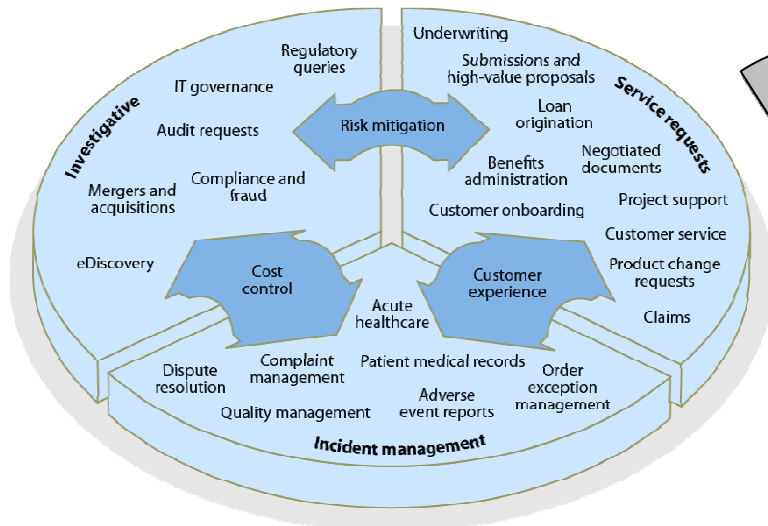 Regulatory
queries
IT governance
Audit requests
Investigative
Compliance and
fraud
Mergers and
acquisitions
eDiscovery
Risk mitigation
Underwriting
Submissions and
high-value proposals
Service requests
Loan
origination
Negotiated
documents
Benefits
administration
Project support
Customer onboarding
Customer service
Product change
requests
Claims
Cost
control
Customer
experience
Acute
healthcare
Patient medical records
Dispute
resolution
Complaint
management
Order
exception
management
Quality management
Adverse
event reports
Incident management